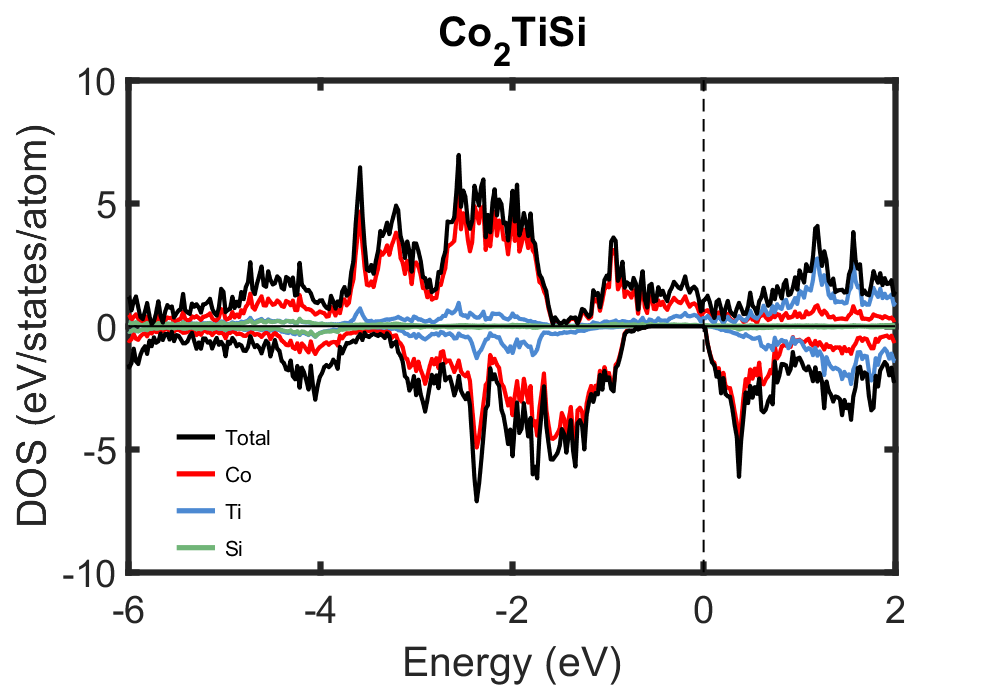 Co2TiSi
10
5
0
-5
-10
DOS (eV/states/atom)
Total
Co
Ti
Si
-6
-4
-2
0
2
Energy (eV)